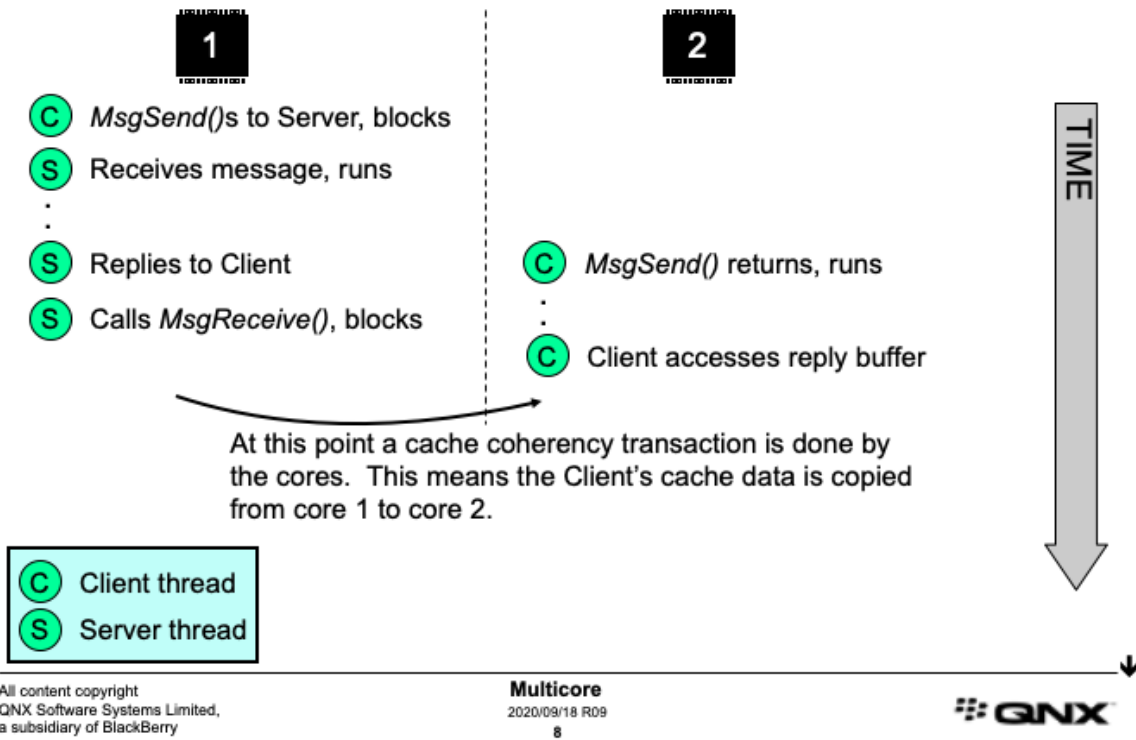 1
2
C MsgSend()s to Server, blocks
S Receives message, runs
S Replies to Client
C MsgSend() returns, runs
S Calls MsgReceive(), blocks
C Client accesses reply buffer
TIME
At this point a cache coherency transaction is done by
the cores. This means the Client's cache data is copied
from core 1 to core 2.
C Client thread
S Server thread
All content copyright
QNX Software Systems Limited,
a subsidiary of BlackBerry
Multicore
2020/09/18 R09
8
QNX